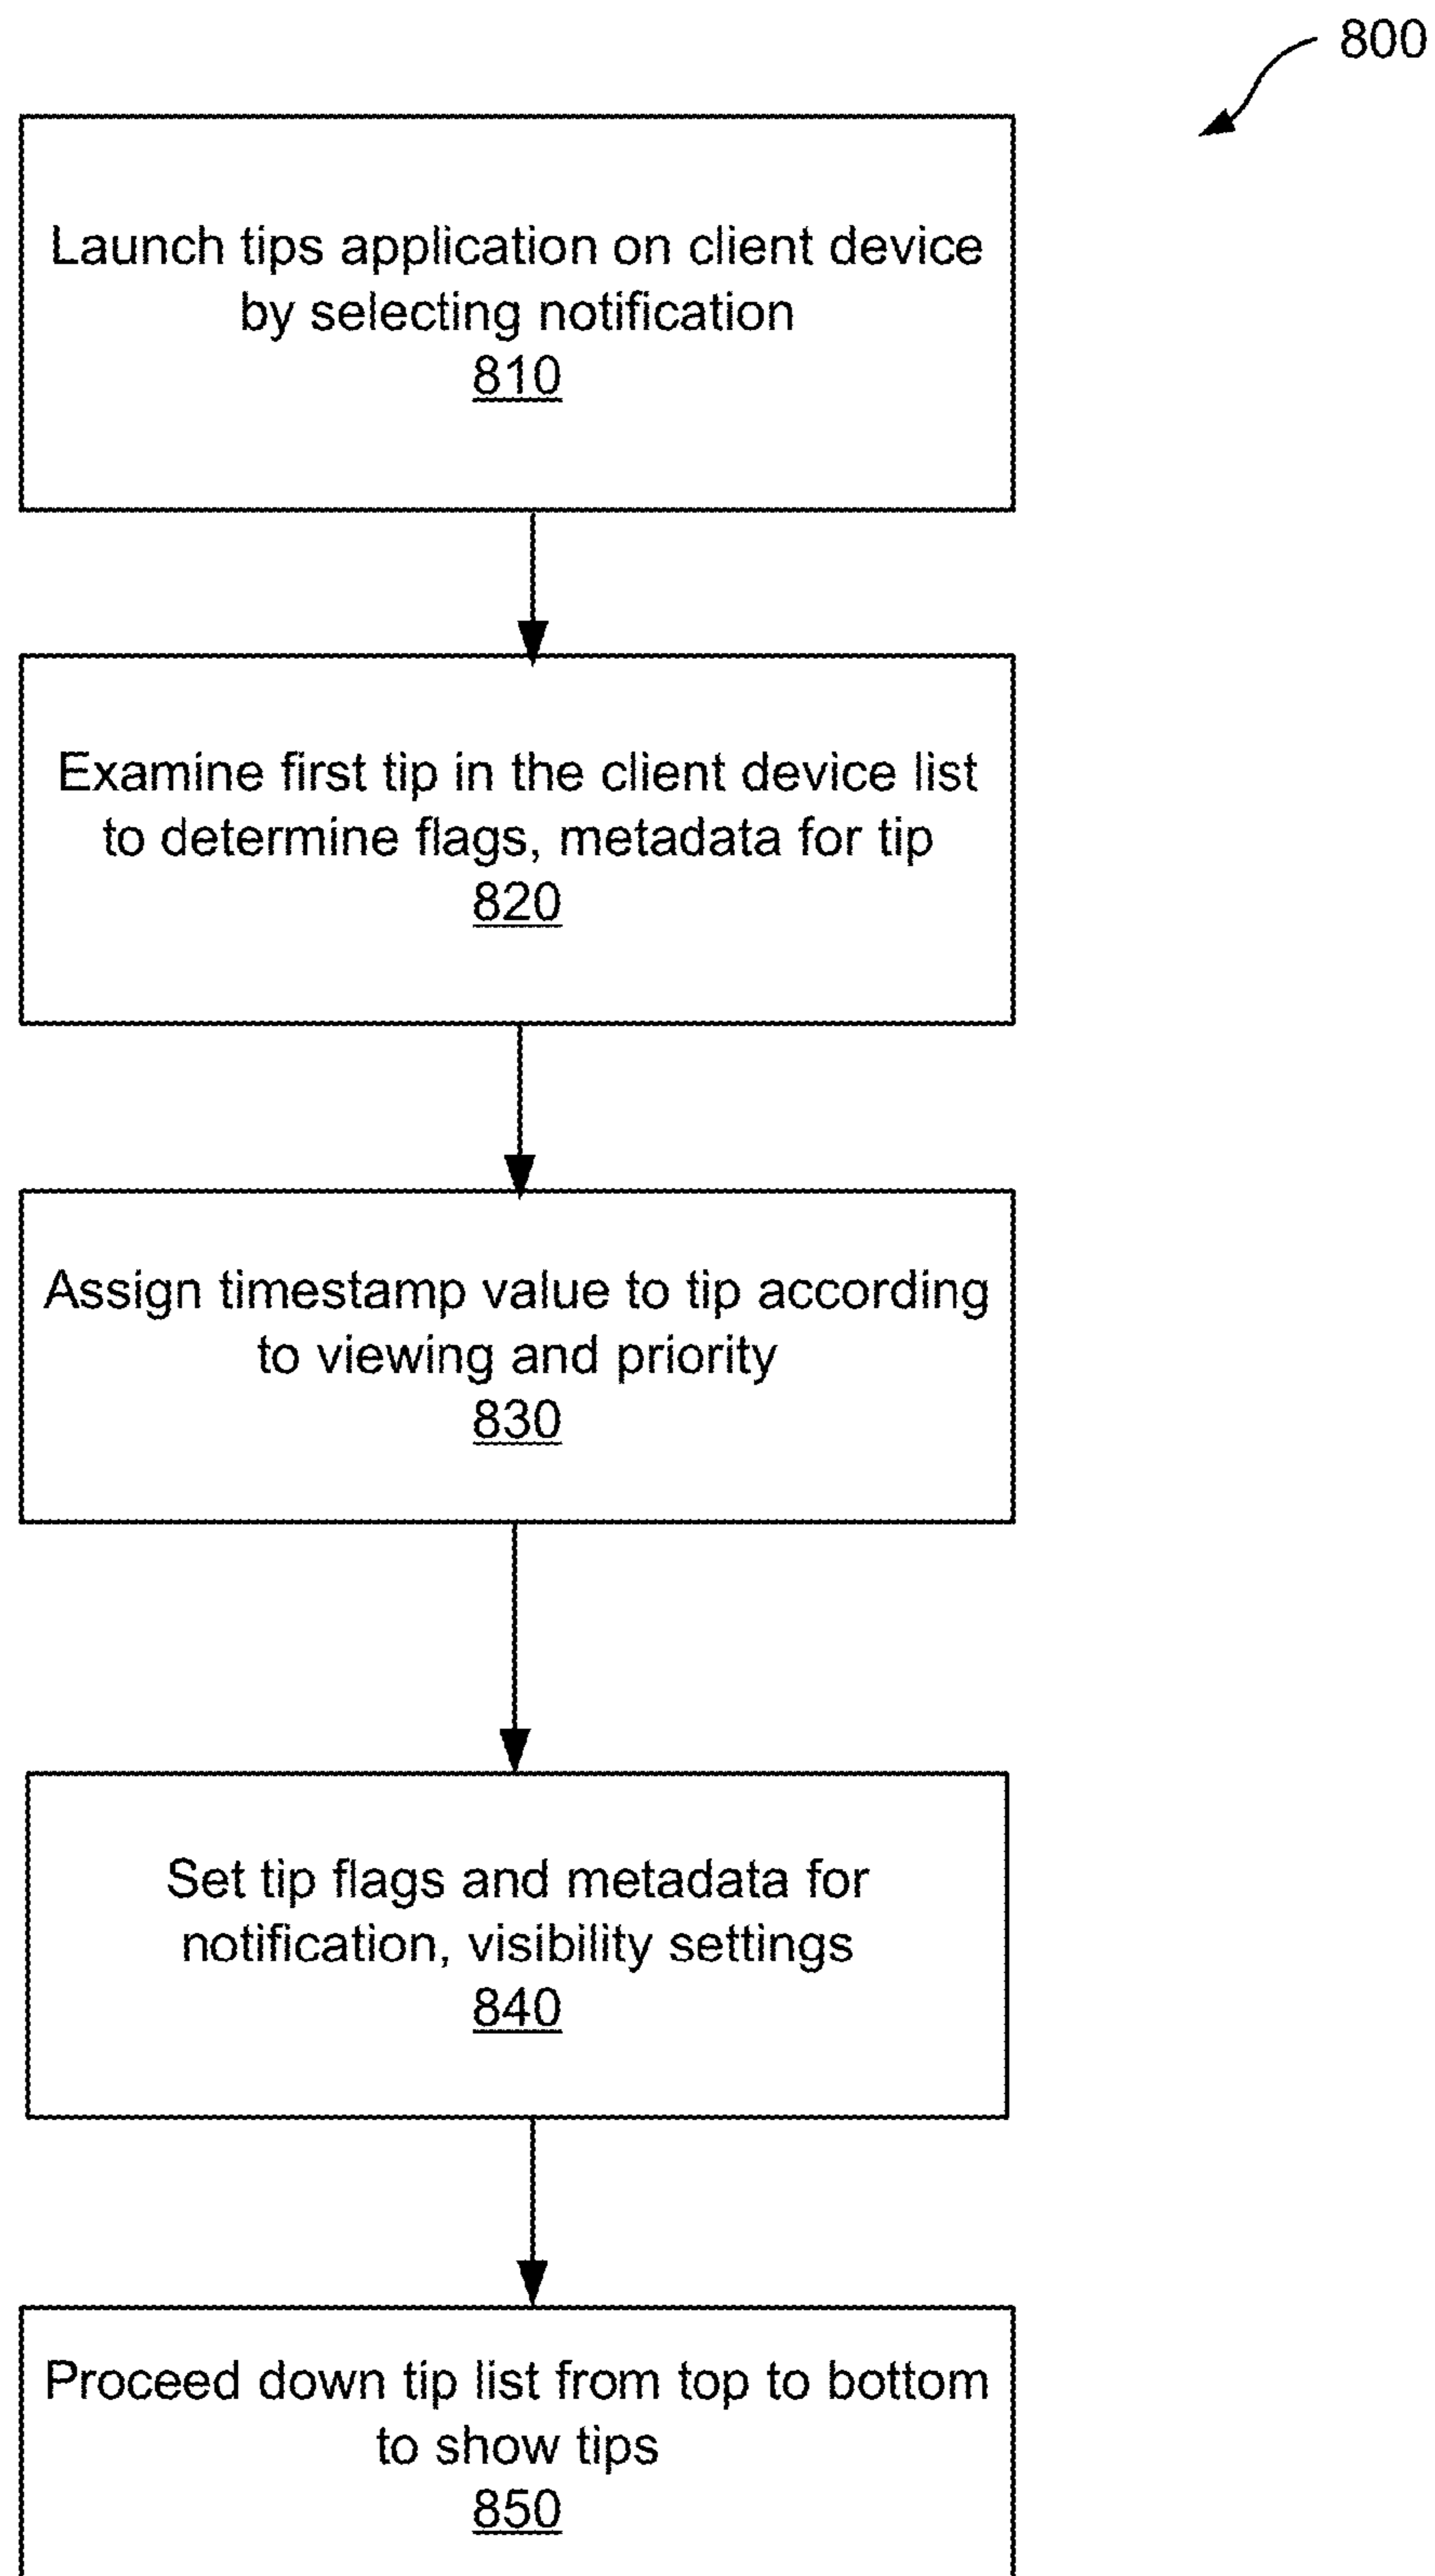 800
Launch tips application on client device
by selecting notification
810
Examine first tip in the client device list
to determine flags, metadata for tip
820
Assign timestamp value to tip according
to viewing and priority
830
Set tip flags and metadata for
notification, visibility settings
840
Proceed down tip list from top to bottom
to show tips
850